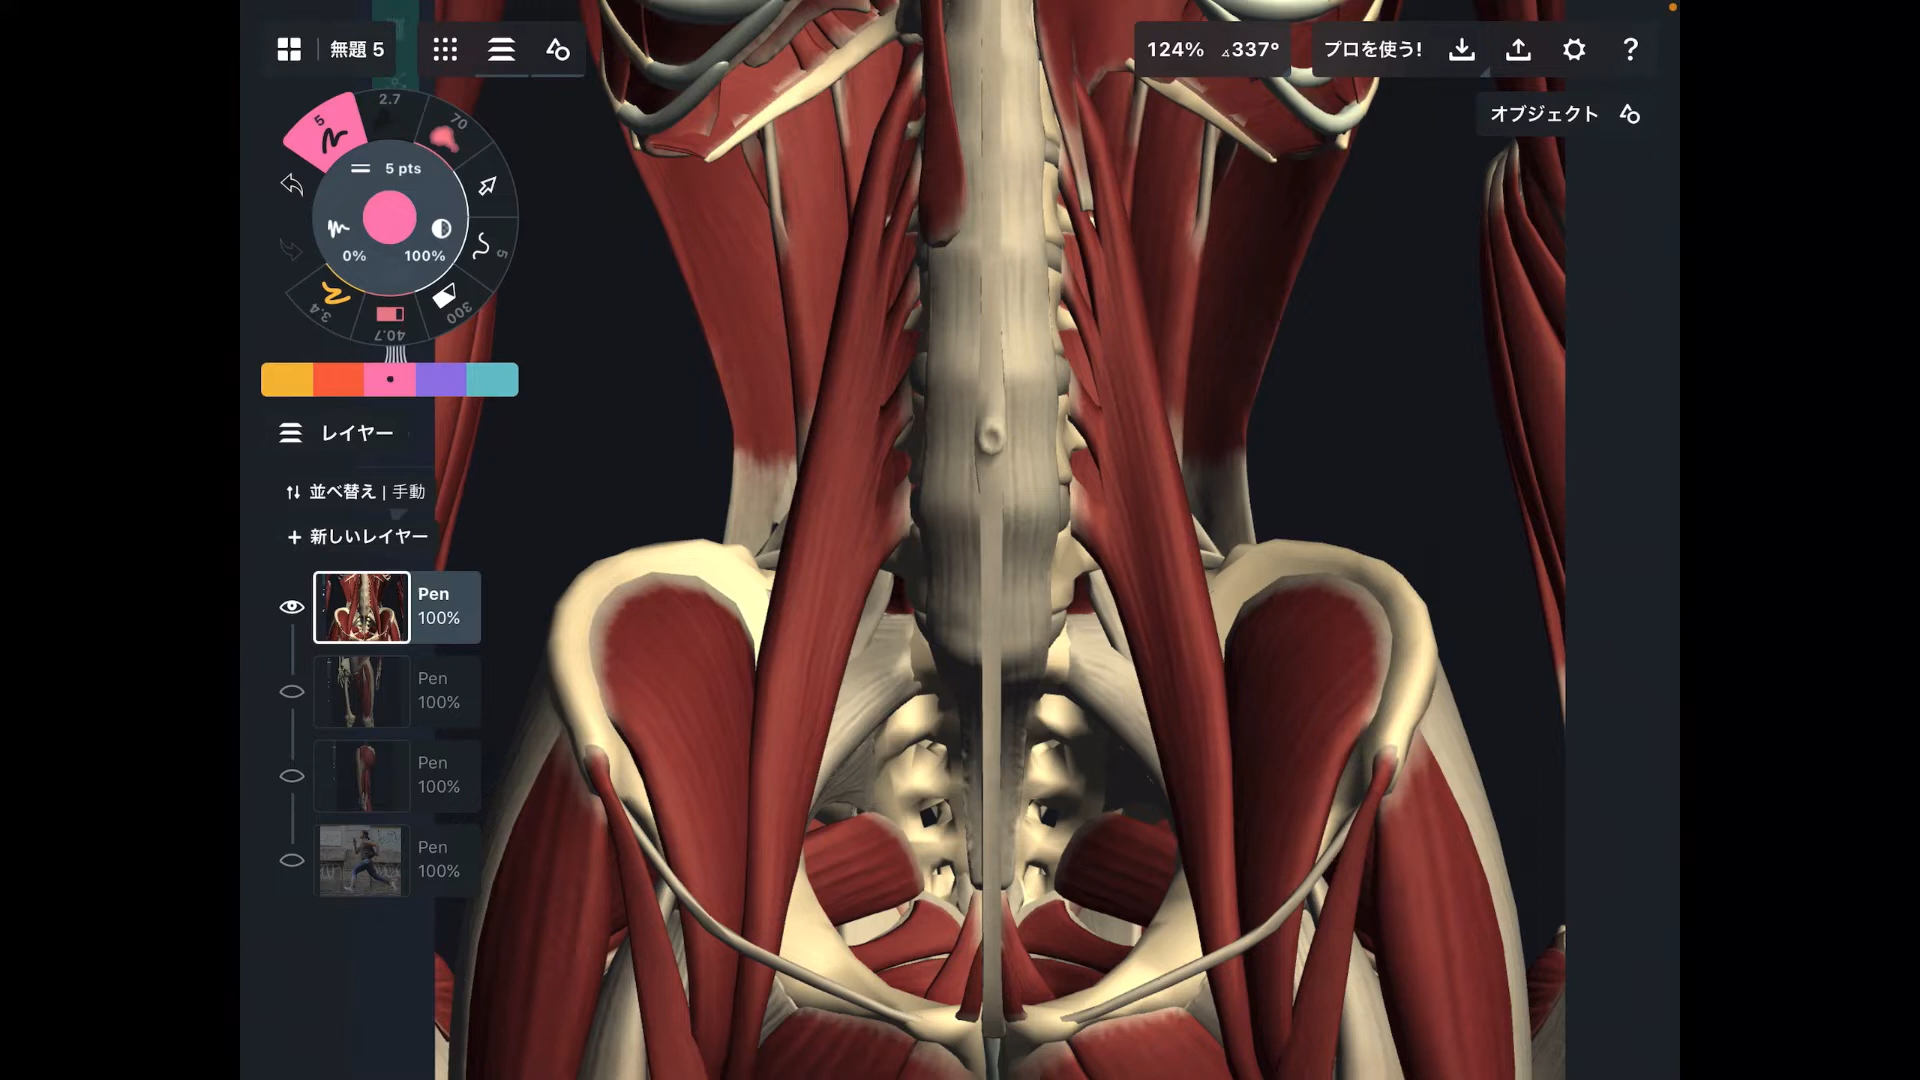 無題 5
124% ⊿337°
プロを使う!
?
オブジェクト
2.7
5
70
5 pts
5
0%
100%
3.4
40.7
300
レイヤー
並べ替え | 手動
+ 新しいレイヤー
Pen
100%
Pen
100%
Pen
100%
Pen
100%